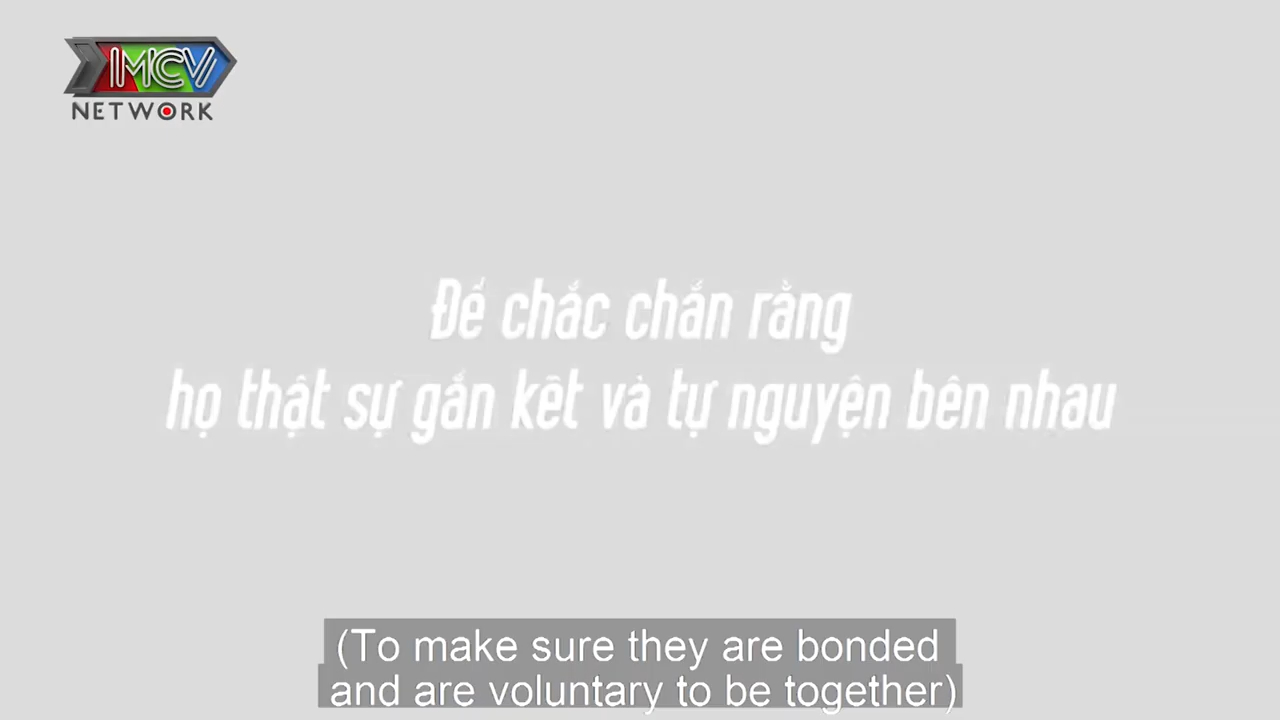 MCV
NETWORK
Để chắc chắn rằng
họ thật sự gắn kết và tự nguyện bên nhau
(To make sure they are bonded
and are voluntary to be together)